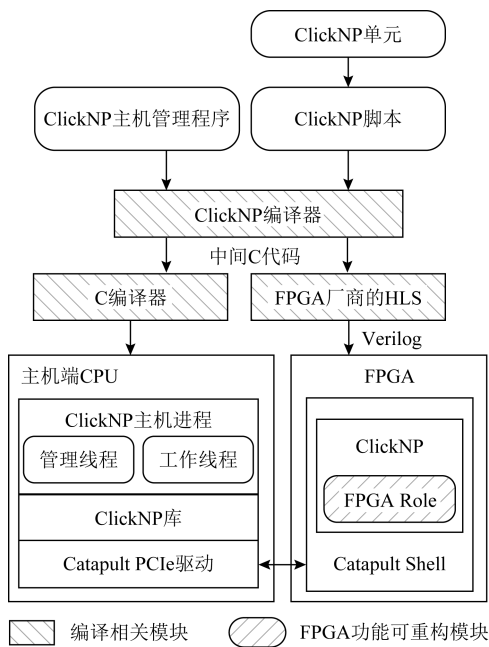 ClickNP单元
ClickNP主机管理程序
ClickNP脚本
ClickNP编译器
中间C代码
C编译器
FPGA厂商的HLS
Verilog
主机端CPU
FPGA
ClickNP主机进程
管理线程
工作线程
ClickNP
FPGA Role
ClickNP库
Catapult PCIe驱动
Catapult Shell
编译相关模块
FPGA功能可重构模块